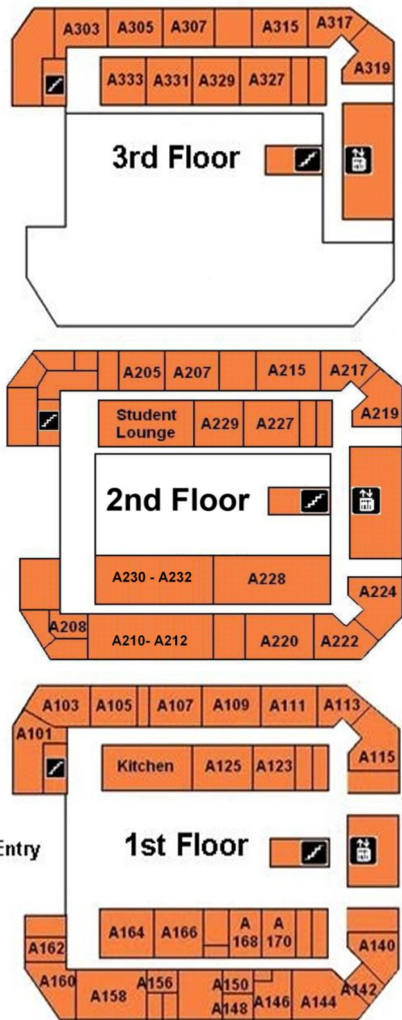 A303 A305 A307 A315 A317
A319
A333 A331 A329 A327
3rd Floor
A205 A207 A215 A217
A219
Student
Lounge
A229 A227
2nd Floor
A230 - A232 A228
A224
A208
A210- A212 A220 A222
A103 A105 A107 A109 A111 A113
A101
A115
Kitchen A125 A123
Entry
1st Floor
A164 A166 A
168 A
170
A162
A140
A160
A158 A156 A150
A148 A146 A144 A142